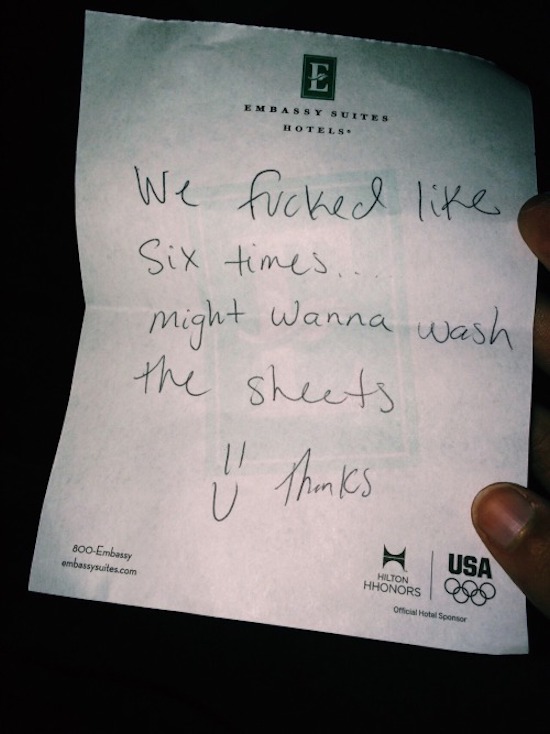 E
EMBASSY SUITES
HOTELS®
We fucked like
Six times....
might wanna wash
the sheets
Thanks
800-Embassy
embassysuites.com
HILTON
HHONORS
USA
Official Hotel Sponsor